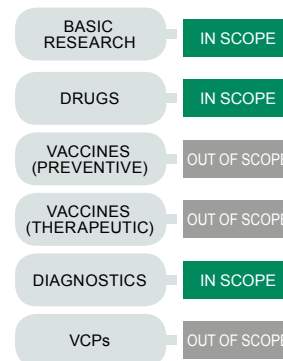 BASIC
RESEARCH
IN SCOPE
DRUGS
IN SCOPE
VACCINES
(PREVENTIVE)
OUT OF SCOPE
VACCINES
(THERAPEUTIC)
OUT OF SCOPE
DIAGNOSTICS
IN SCOPE
VCPs
OUT OF SCOPE